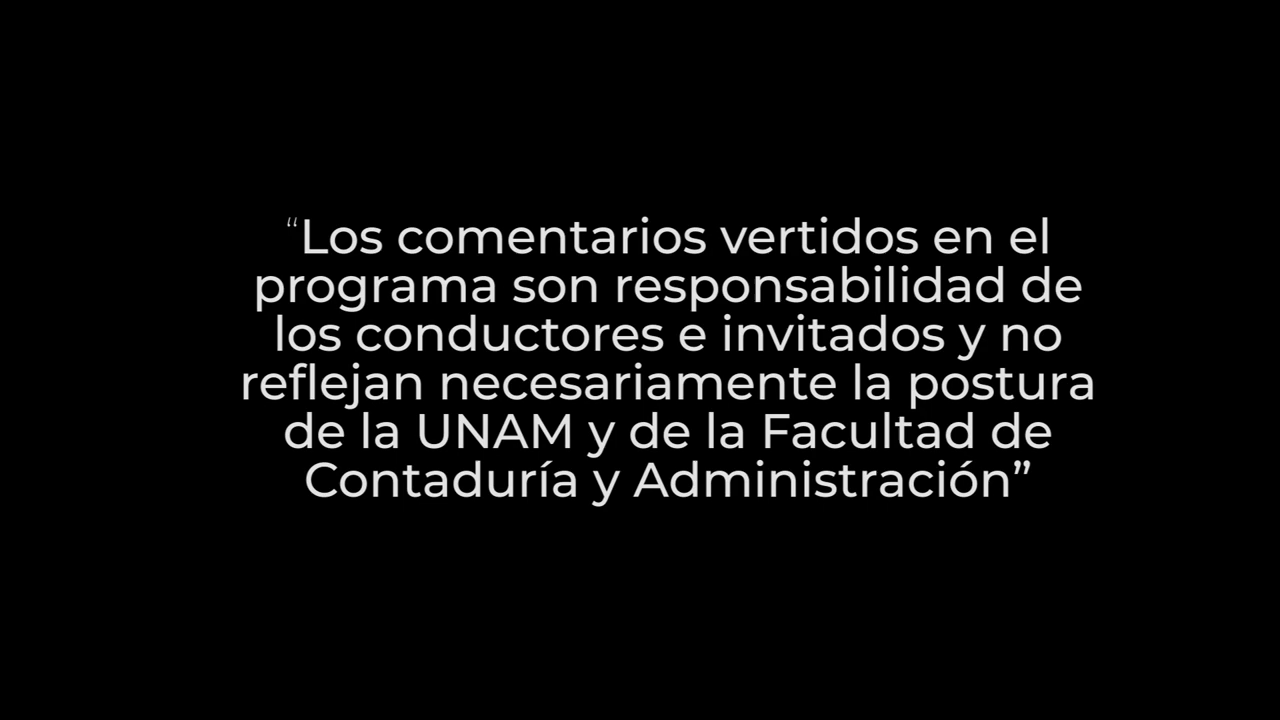 “Los comentarios vertidos en el
programa son responsabilidad de
los conductores e invitados y no
reflejan necesariamente la postura
de la UNAM y de la Facultad de
Contaduría y Administración”